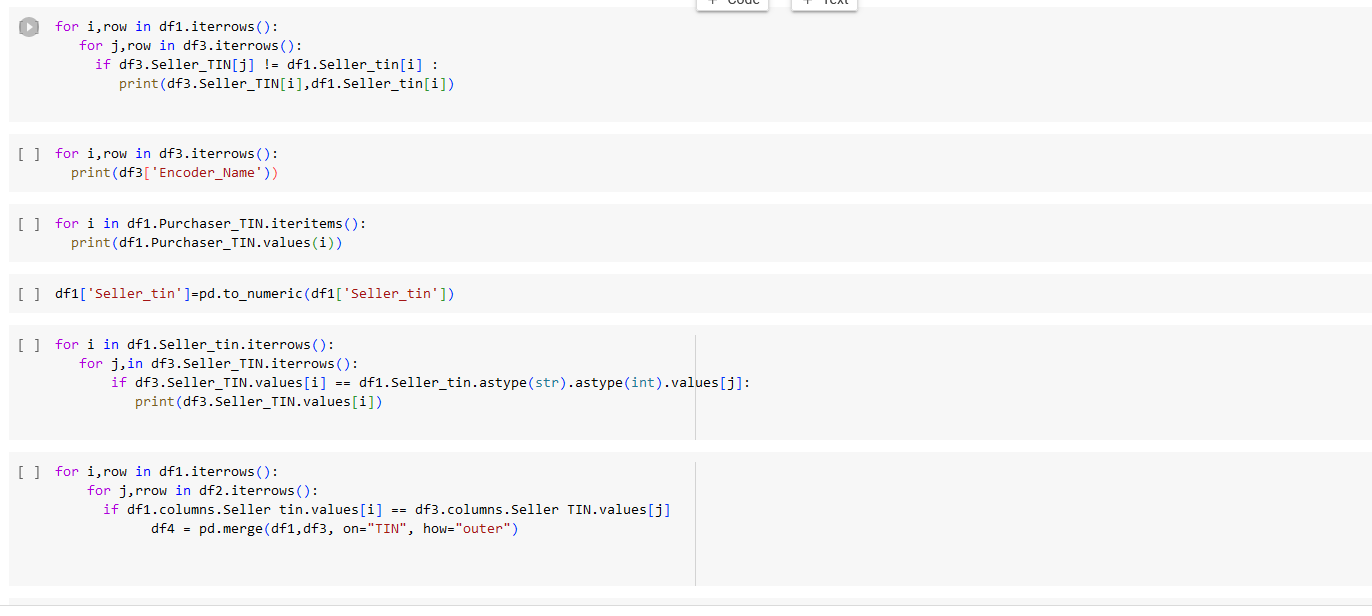 + Code + Text
for i,row in df1.iterrows():
for j,row in df3.iterrows():
if df3.Seller_TIN[j] != df1.Seller_tin[i] :
print(df3.Seller_TIN[i],df1.Seller_tin[i])
[ ] for i,row in df3.iterrows():
print(df3['Encoder_Name'))
[ ] for i in df1.Purchaser_TIN.iteritems():
print(df1.Purchaser_TIN.values(i))
[ ] df1['Seller_tin']=pd.to_numeric(df1['Seller_tin'])
[ ] for i in df1.Seller_tin.iterrows():
for j,in df3.Seller_TIN.iterrows():
if df3.Seller_TIN.values[i] == df1.Seller_tin.astype(str).astype(int).values[j]:
print(df3.Seller_TIN.values[i])
[ ] for i,row in df1.iterrows():
for j,rrow in df2.iterrows():
if df1.columns.Seller tin.values[i] == df3.columns.Seller TIN.values[j]
df4 = pd.merge(df1,df3, on="TIN", how="outer")